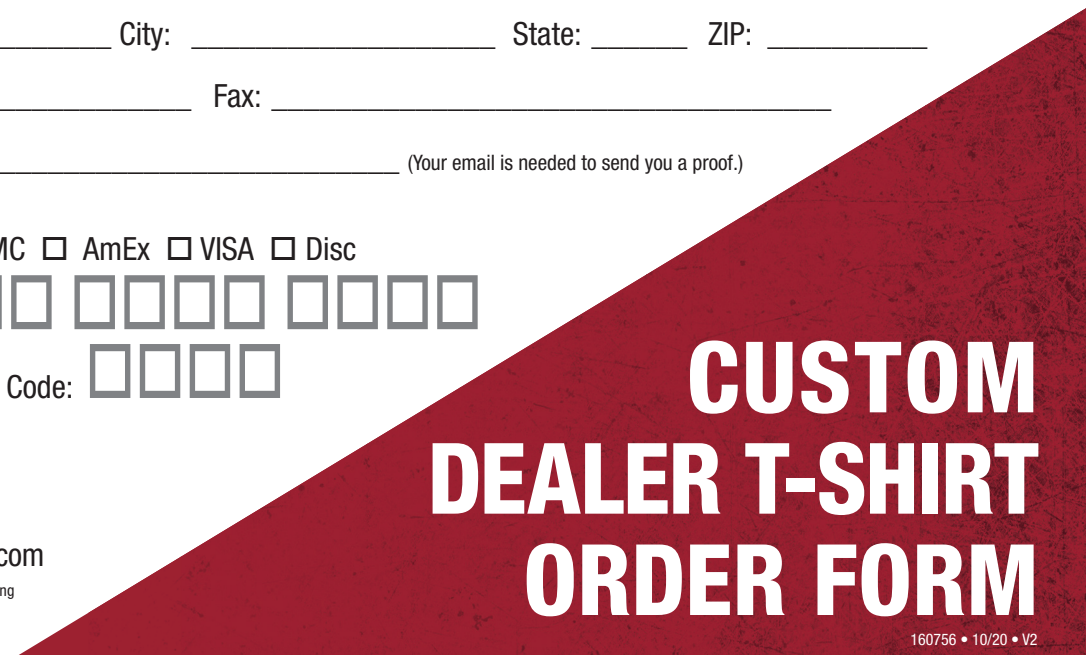 City: State: ZIP:
Fax:
(Your email is needed to send you a proof.)
MC AmEx VISA Disc
Code:
CUSTOM
DEALER T-SHIRT
ORDER FORM
160756 • 10/20 • V2